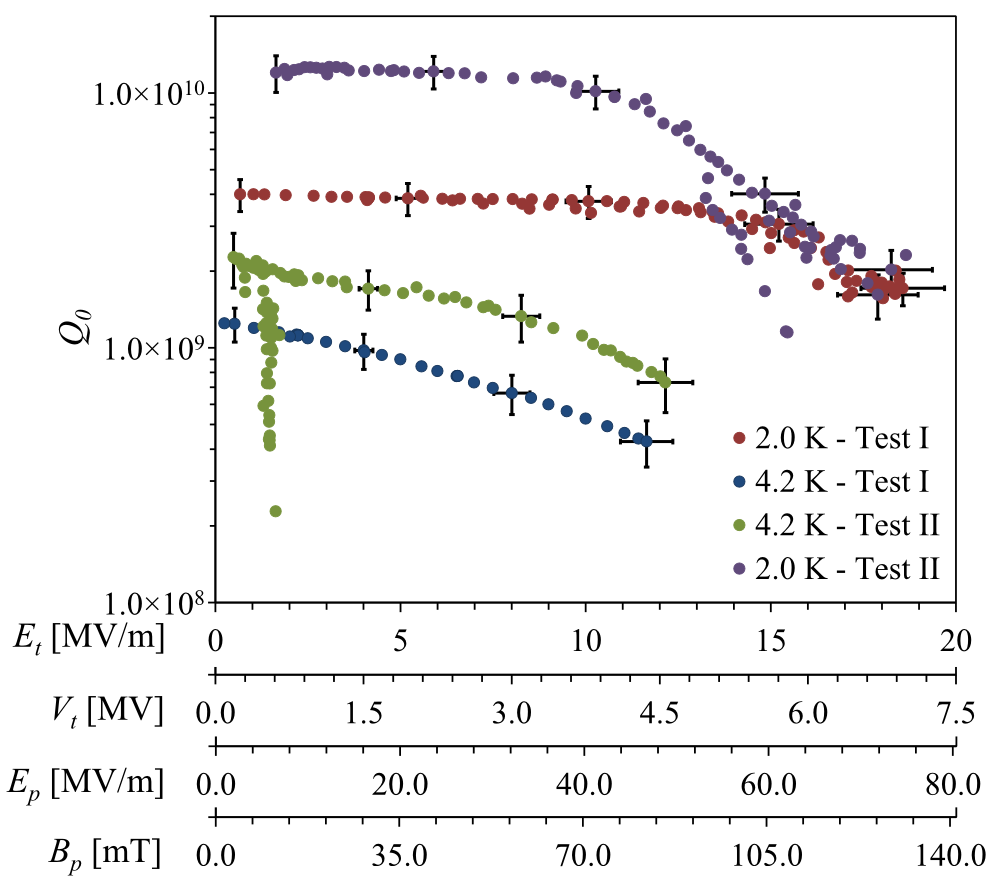 1.0×10¹⁰
Q₀
1.0×10⁹
2.0 K - Test I
4.2 K - Test I
4.2 K - Test II
2.0 K - Test II
1.0×10⁸
Eₜ [MV/m] 0 5 10 15 20
Vₜ [MV] 0.0 1.5 3.0 4.5 6.0 7.5
Eₚ [MV/m] 0.0 20.0 40.0 60.0 80.0
Bₚ [mT] 0.0 35.0 70.0 105.0 140.0